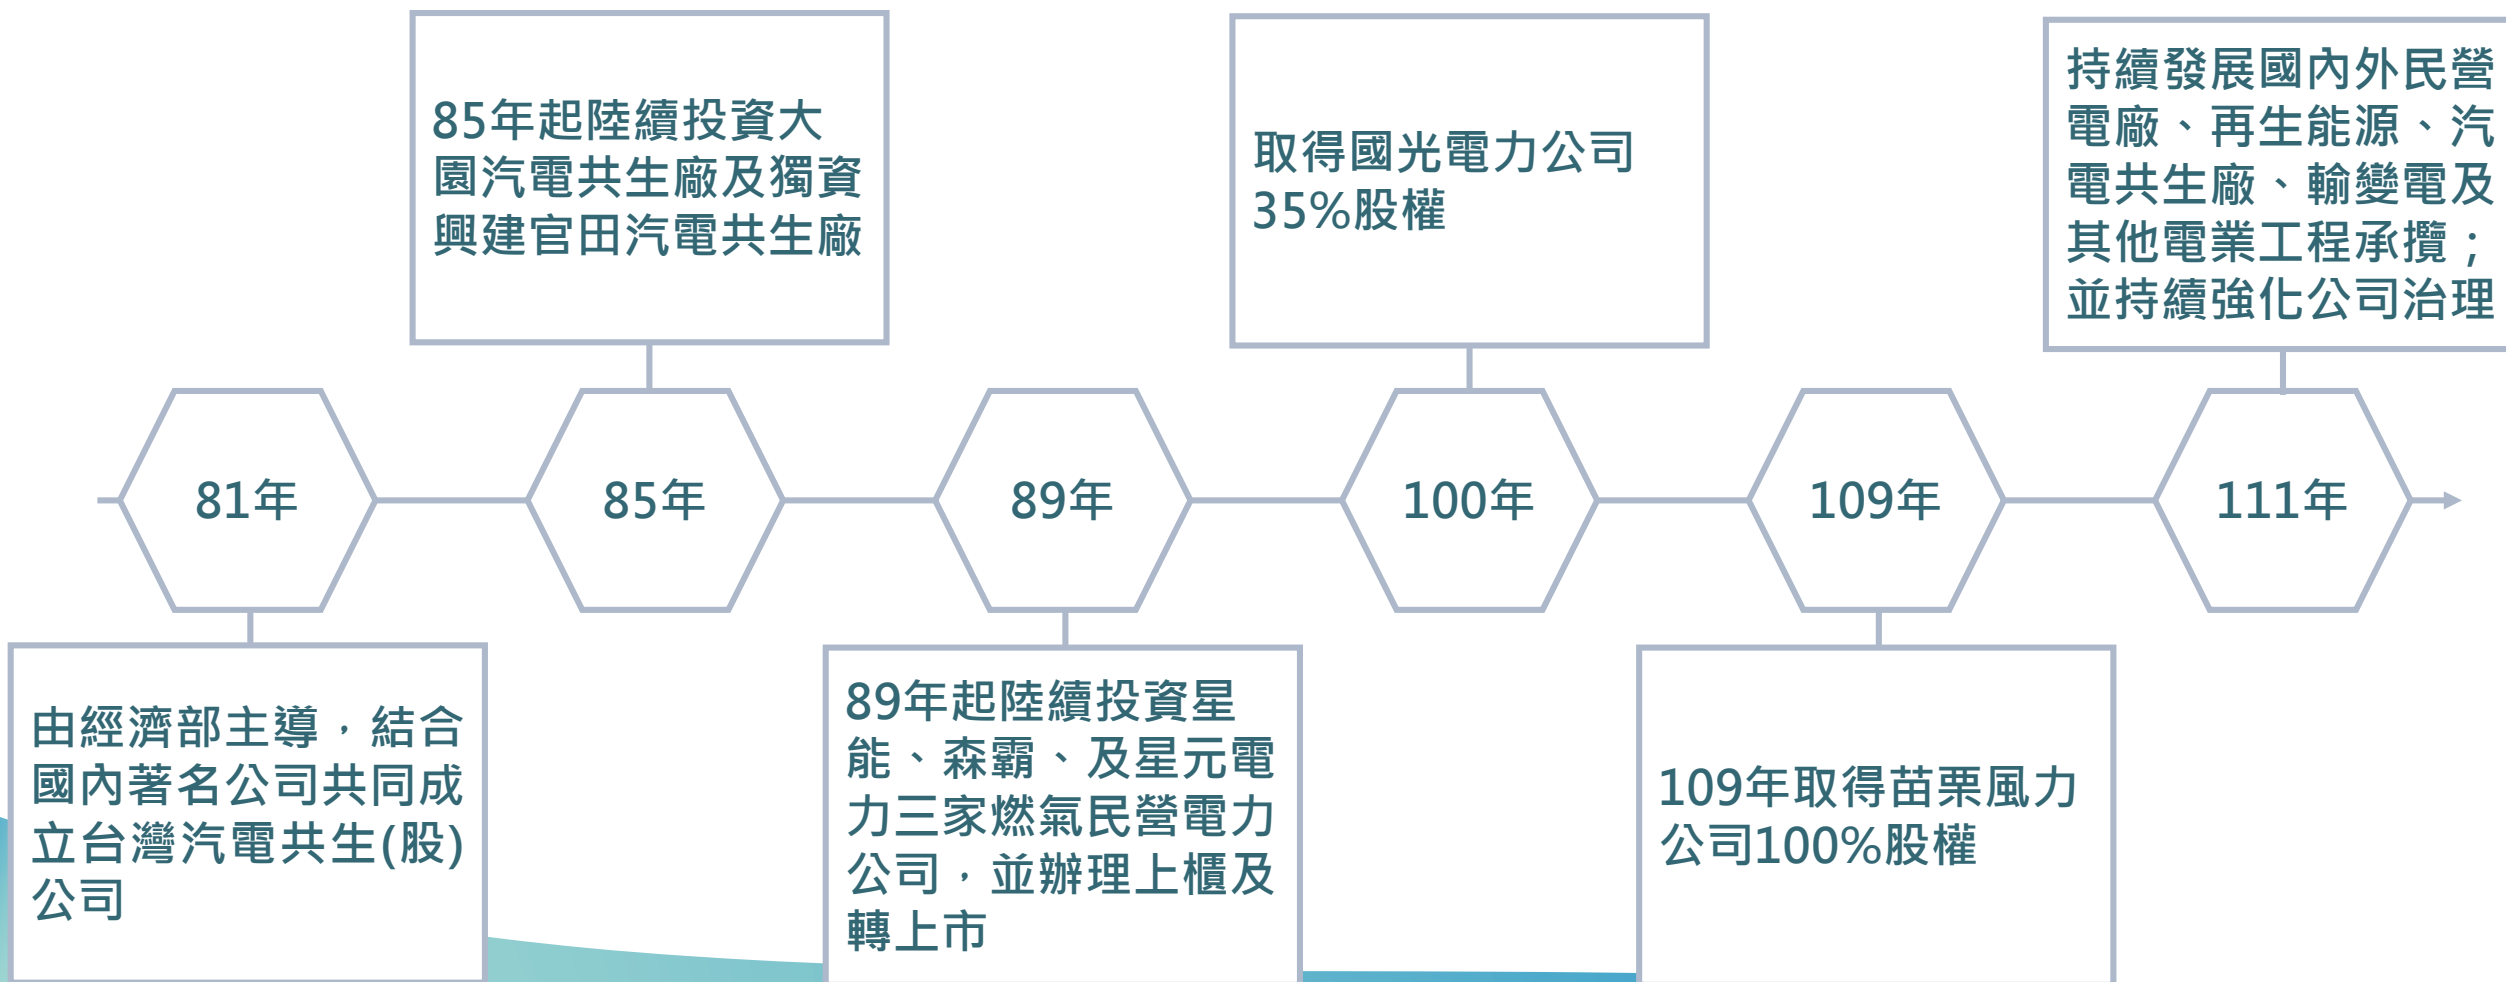 85年起陸續投資大
園汽電共生廠及獨資
興建官田汽電共生廠
取得國光電力公司
35%股權
持續發展國內外民營
電廠、再生能源、汽
電共生廠、輸變電及
其他電業工程承攬；
並持續強化公司治理
81年
85年
89年
100年
109年
111年
由經濟部主導，結合
國內著名公司共同成
立台灣汽電共生(股)
公司
89年起陸續投資星
能、森霸、及星元電
力三家燃氣民營電力
公司，並辦理上櫃及
轉上市
109年取得苗栗風力
公司100%股權